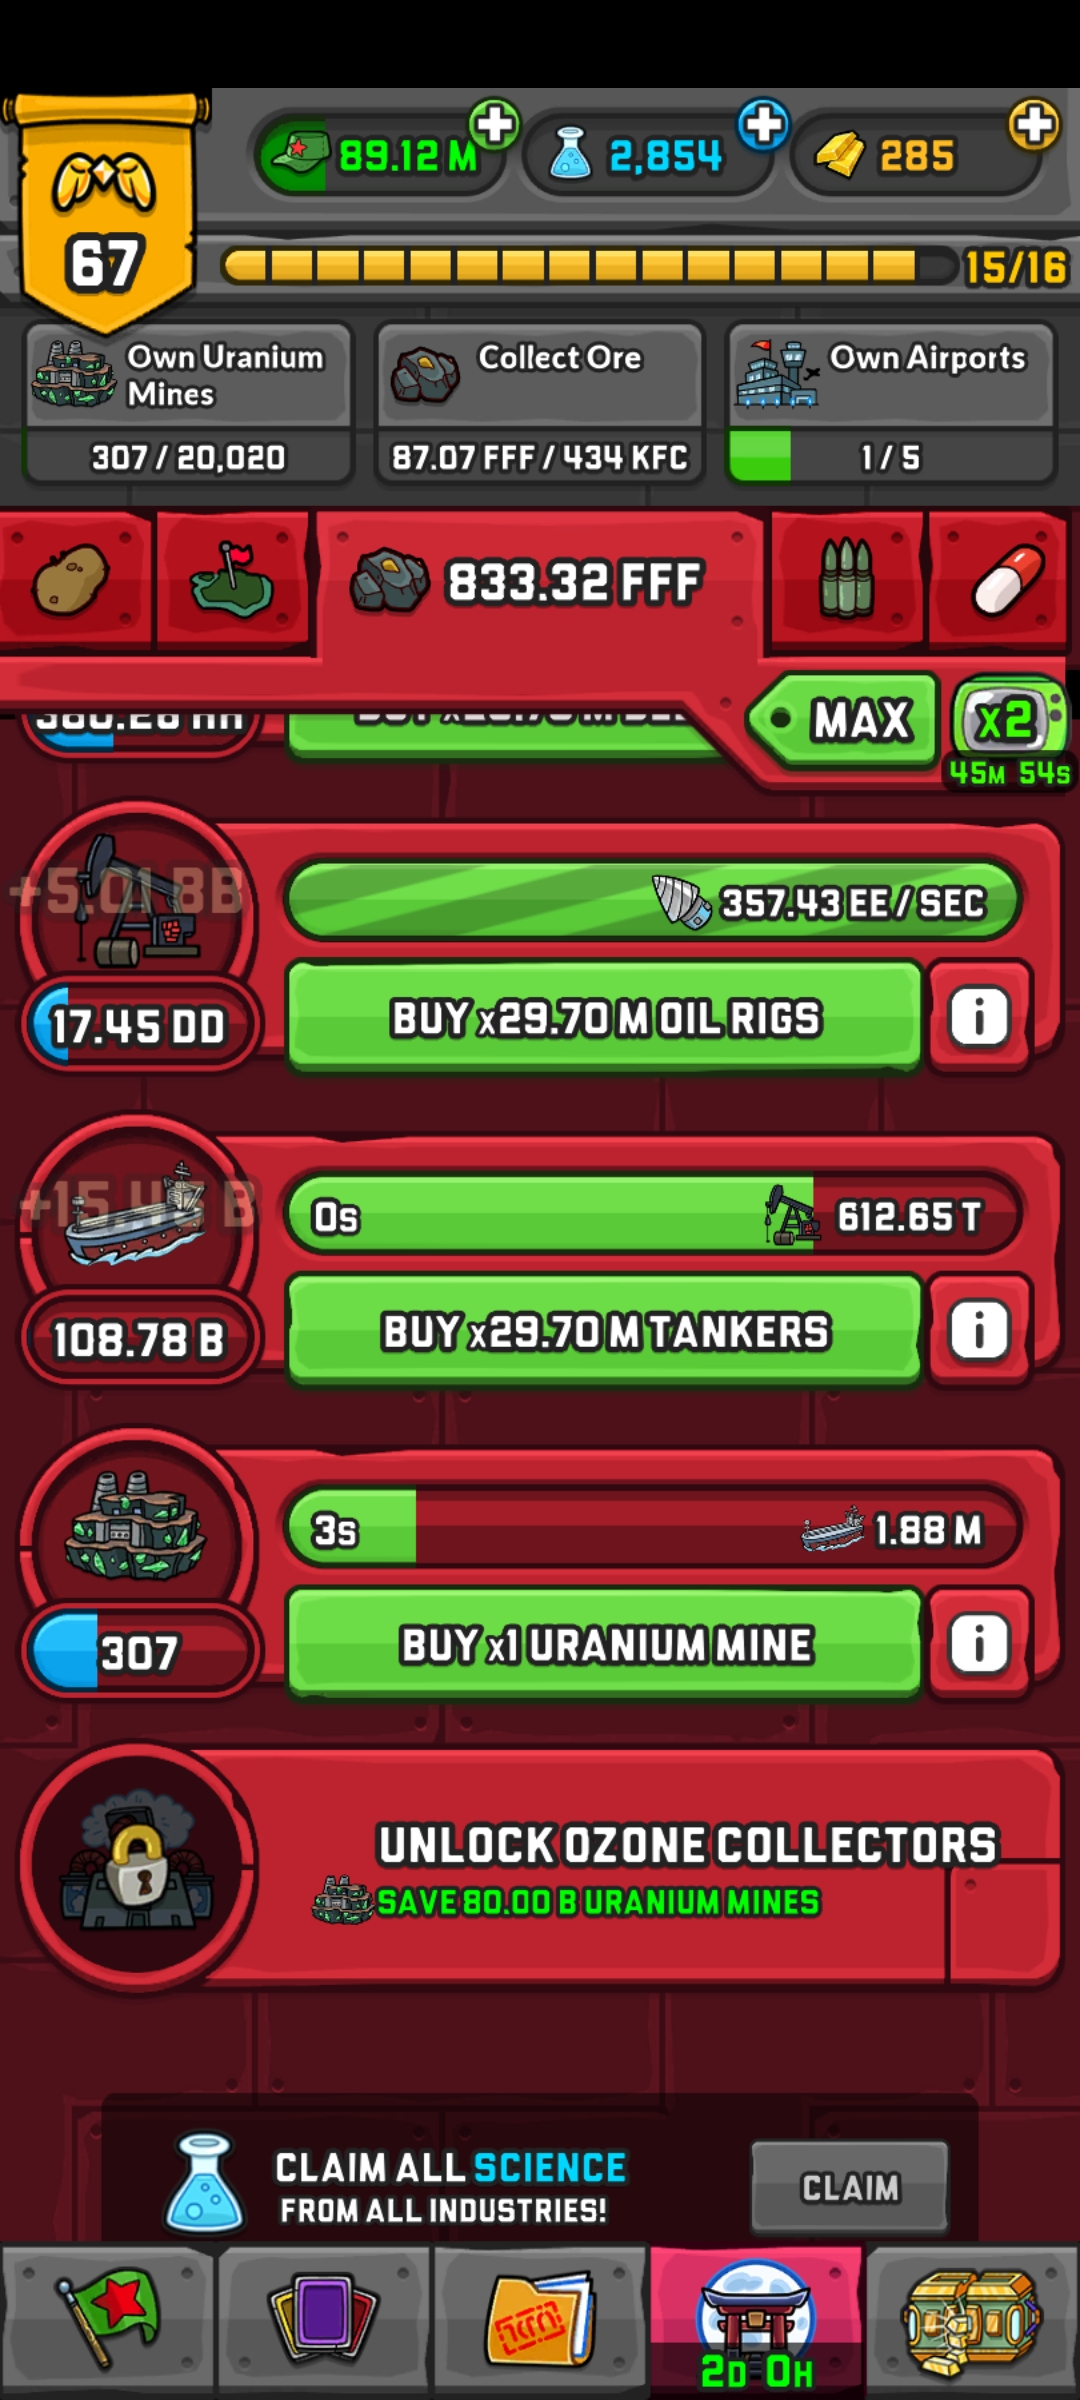 89.12 M
2,854
285
67
15/16
Own Uranium
Mines
307 / 20,020
Collect Ore
87.07 FFF / 434 KFC
Own Airports
1 / 5
833.32 FFF
MAX
x2
45M 54S
357.43 EE / SEC
17.45 DD
BUY x29.70 M OIL RIGS
i
0s
612.65 T
108.78 B
BUY x29.70 M TANKERS
i
3s
1.88 M
307
BUY x1 URANIUM MINE
i
UNLOCK OZONE COLLECTORS
SAVE 80.00 B URANIUM MINES
CLAIM ALL SCIENCE
FROM ALL INDUSTRIES!
CLAIM
2D 0H